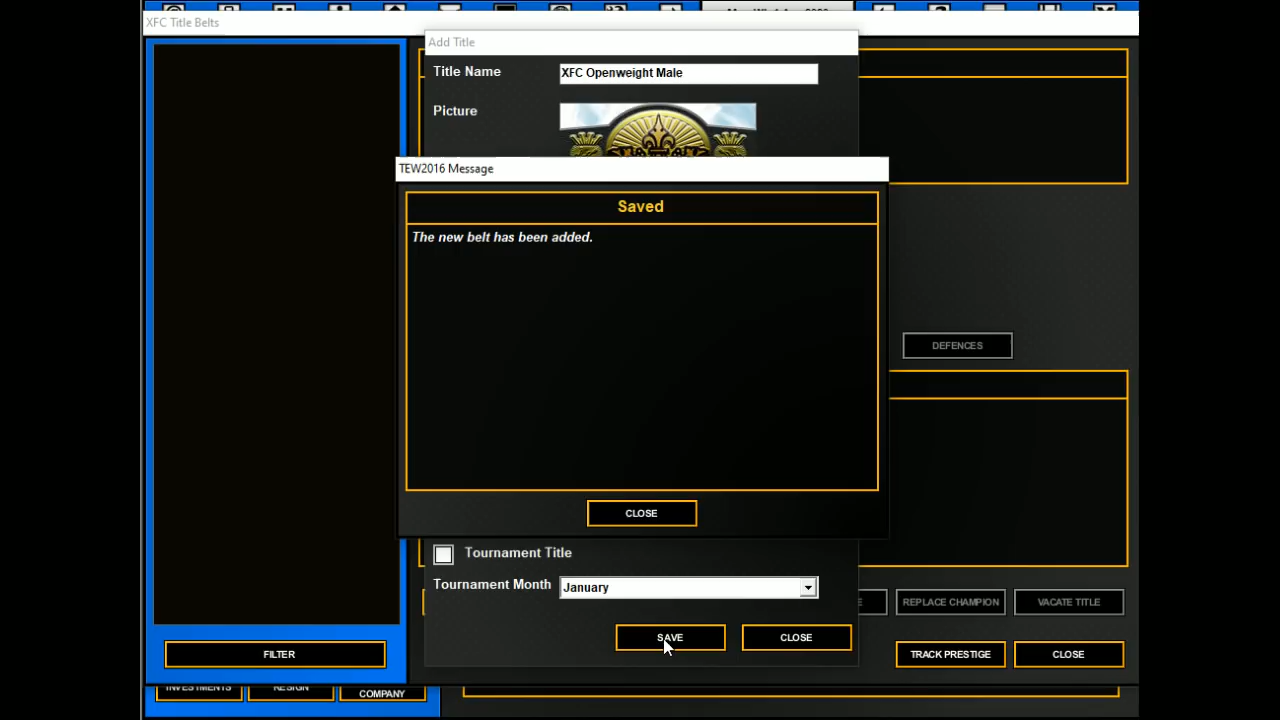 XFC Title Belts
Add Title
Title Name
XFC Openweight Male
Picture
TEW2016 Message
Saved
The new belt has been added.
CLOSE
DEFENCES
Tournament Title
Tournament Month
January
REPLACE CHAMPION
VACATE TITLE
SAVE
CLOSE
FILTER
TRACK PRESTIGE
CLOSE
INVESTMENTS
RESIGN
COMPANY